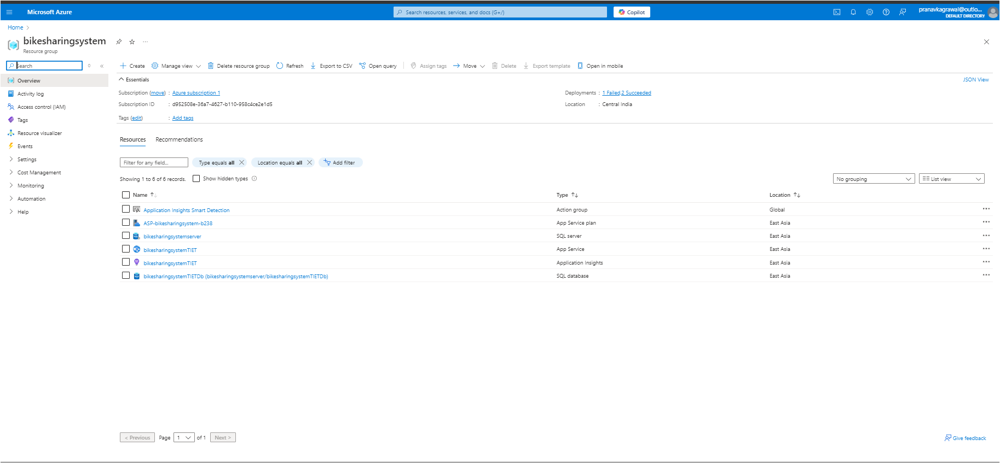 Microsoft Azure
Search resources, services, and docs (G+/)
Copilot
pranavkagrawal@outlo...
DEFAULT DIRECTORY
Home >
bikesharingsystem
...
Resource group
Search
Create
Manage view
Delete resource group
Refresh
Export to CSV
Open query
Assign tags
Move
Delete
Export template
Open in mobile
Overview
Activity log
Access control (IAM)
Tags
Resource visualizer
Events
Settings
Cost Management
Monitoring
Automation
Help
Essentials
JSON View
Subscription (move) : Azure subscription 1
Subscription ID : d952508e-36a7-4627-b110-958c4ce2e1d5
Tags (edit) : Add tags
Deployments : 1 Failed,2 Succeeded
Location : Central India
Resources
Recommendations
Filter for any field...
Type equals all
Location equals all
Add filter
Showing 1 to 6 of 6 records.
Show hidden types
No grouping
List view
Name Type Location
Application Insights Smart Detection Action group Global
ASP-bikesharingsystem-b238 App Service plan East Asia
bikesharingsystemserver SQL server East Asia
bikesharingsystemTIET App Service East Asia
bikesharingsystemTIET Application Insights East Asia
bikesharingsystemTIETDb (bikesharingsystemserver/bikesharingsystemTIETDb) SQL database East Asia
< Previous Page 1 of 1 Next >
Give feedback